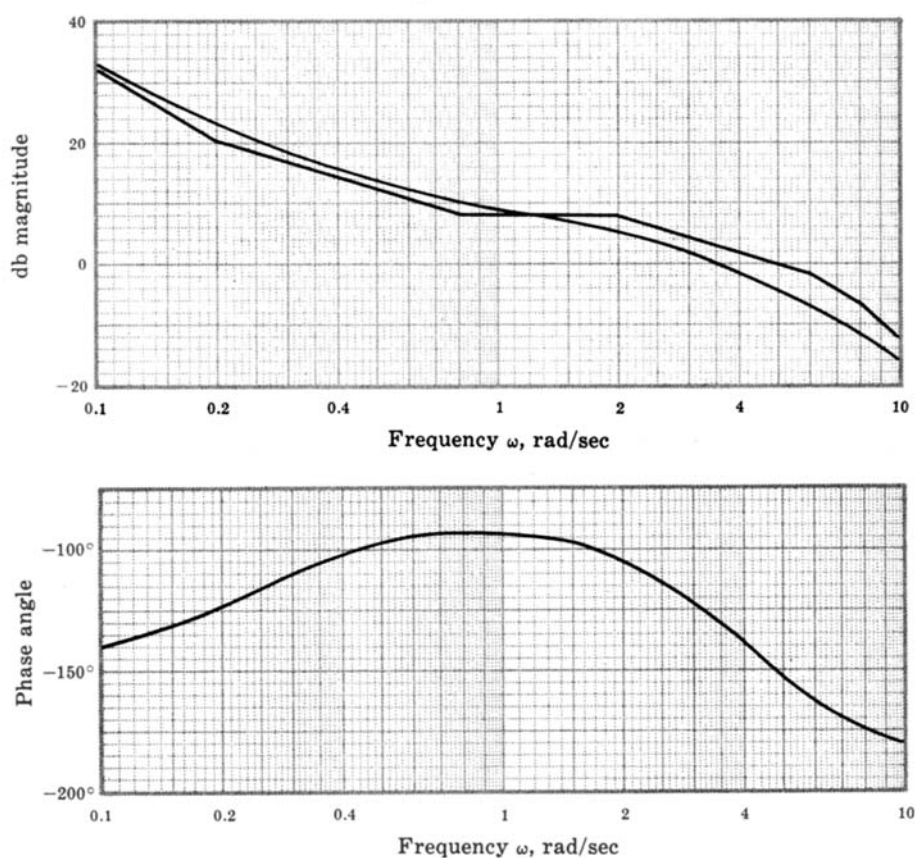 40
20
0
−20
db magnitude
0.1 0.2 0.4 1 2 4 10
Frequency ω, rad/sec
−100°
−150°
−200°
Phase angle
0.1 0.2 0.4 1 2 4 10
Frequency ω, rad/sec